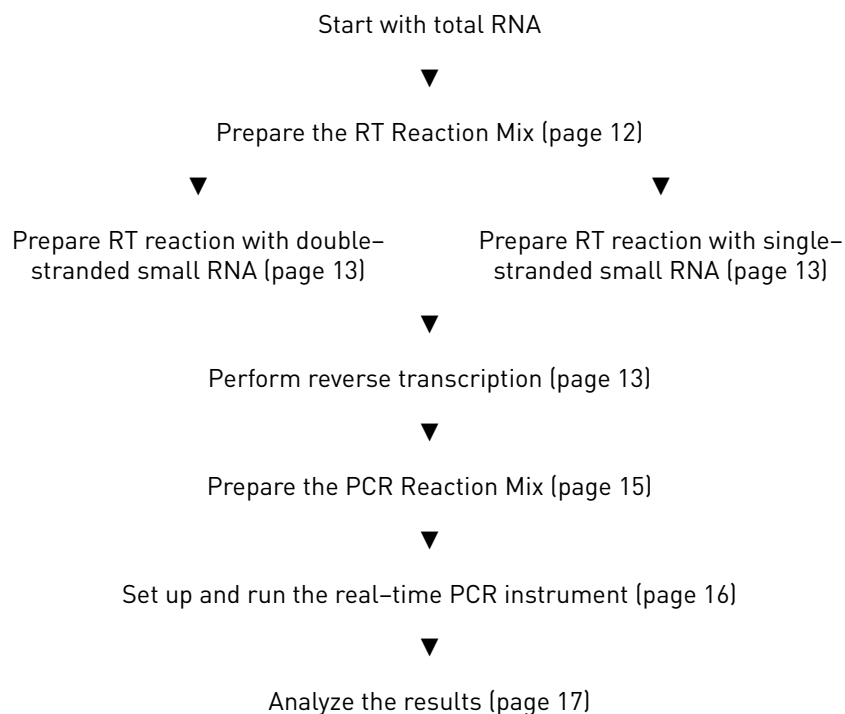 Start with total RNA
▼
Prepare the RT Reaction Mix (page 12)
▼ ▼
Prepare RT reaction with double–
stranded small RNA (page 13)
Prepare RT reaction with single–
stranded small RNA (page 13)
▼
Perform reverse transcription (page 13)
▼
Prepare the PCR Reaction Mix (page 15)
▼
Set up and run the real–time PCR instrument (page 16)
▼
Analyze the results (page 17)